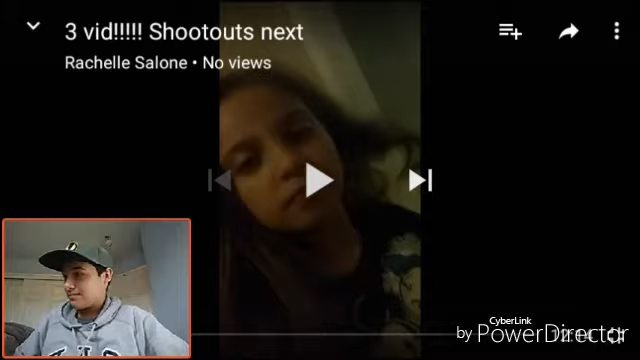 3 vid!!!!! Shootouts next
Rachelle Salone • No views
CyberLink
by PowerDirector